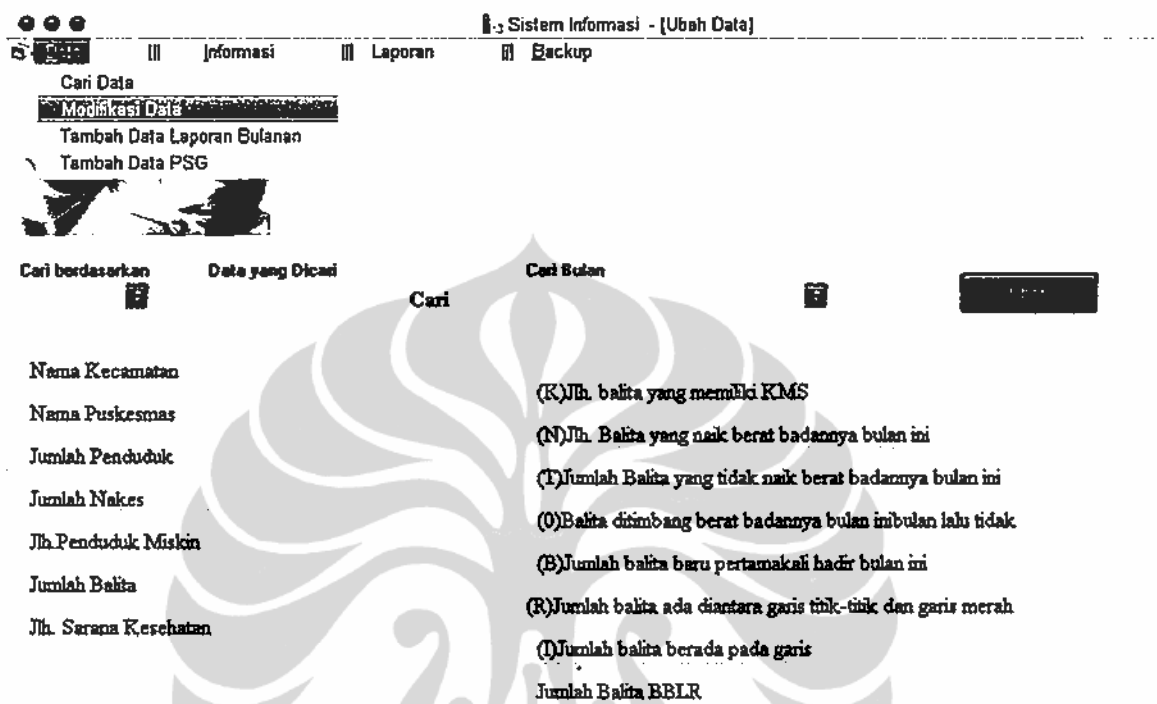 Sistem Informasi - [Ubah Data]
Data Informasi Laporan Backup
Cari Data
Modifikasi Data
Tambah Data Laporan Bulanan
Tambah Data PSG
Cari berdasarkan Data yang Dicari Cari Bulan
Cari
Nama Kecamatan
Nama Puskesmas
Jumlah Penduduk
Jumlah Nakes
Jlh.Penduduk Miskin
Jumlah Balita
Jlh. Sarana Kesehatan
(K)Jlh. balita yang memiliki KMS
(N)Jlh. Balita yang naik berat badannya bulan ini
(T)Jumlah Balita yang tidak naik berat badannya bulan ini
(0)Balita ditimbang berat badannya bulan inibulan lalu tidak
(B)Jumlah balita baru pertamakali hadir bulan ini
(R)Jumlah balita ada diantara garis titik-titik dan garis merah
(I)Jumlah balita berada pada garis
Jumlah Balita BBLR